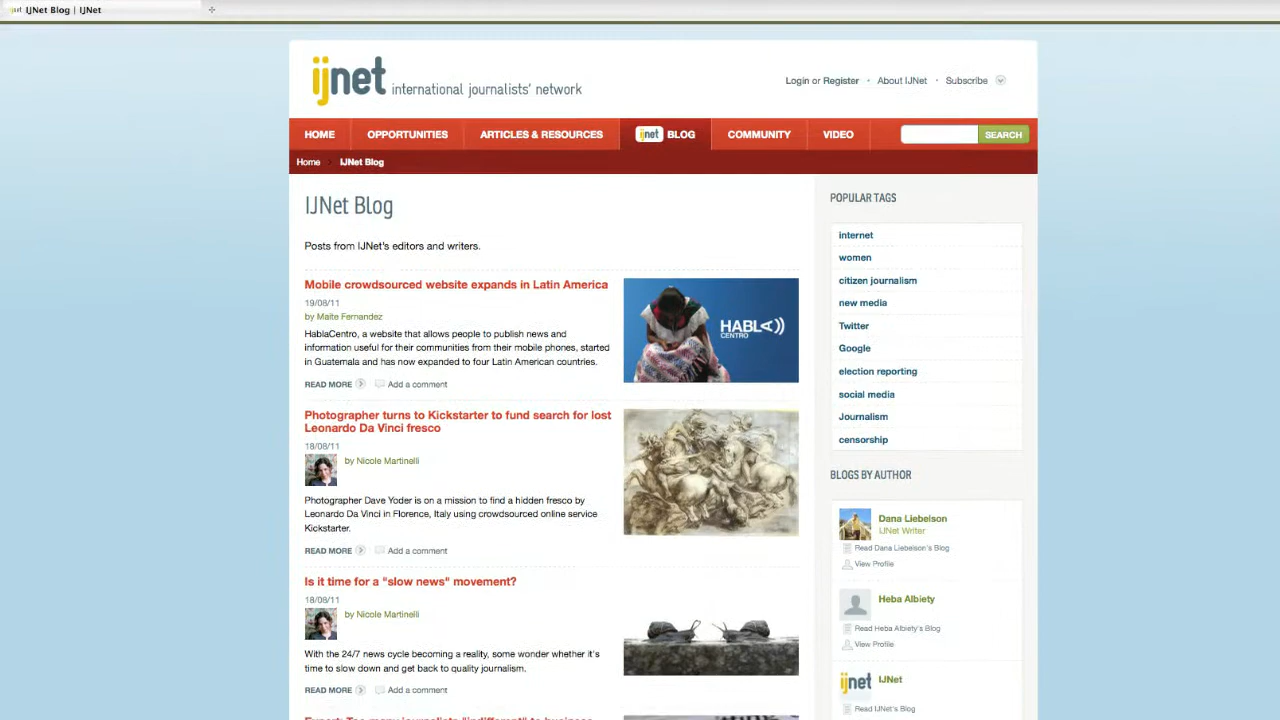 IJNet Blog | IJNet
ijnet international journalists' network
Login or Register • About IJNet • Subscribe
HOME OPPORTUNITIES ARTICLES & RESOURCES ijnet BLOG COMMUNITY VIDEO SEARCH
Home IJNet Blog
IJNet Blog
Posts from IJNet's editors and writers.
Mobile crowdsourced website expands in Latin America
19/08/11
by Maite Fernandez
HablaCentro, a website that allows people to publish news and
information useful for their communities from their mobile phones, started
in Guatemala and has now expanded to four Latin American countries.
READ MORE Add a comment
HABLA
CENTRO
Photographer turns to Kickstarter to fund search for lost
Leonardo Da Vinci fresco
18/08/11
by Nicole Martinelli
Photographer Dave Yoder is on a mission to find a hidden fresco by
Leonardo Da Vinci in Florence, Italy using crowdsourced online service
Kickstarter.
READ MORE Add a comment
Is it time for a "slow news" movement?
18/08/11
by Nicole Martinelli
With the 24/7 news cycle becoming a reality, some wonder whether it's
time to slow down and get back to quality journalism.
READ MORE Add a comment
Expert: Too many journalists "indifferent" to business
POPULAR TAGS
internet
women
citizen journalism
new media
Twitter
Google
election reporting
social media
Journalism
censorship
BLOGS BY AUTHOR
Dana Liebelson
IJNet Writer
Read Dana Liebelson's Blog
View Profile
Heba Albiety
Read Heba Albiety's Blog
View Profile
ijnet
IJNet
Read IJNet's Blog